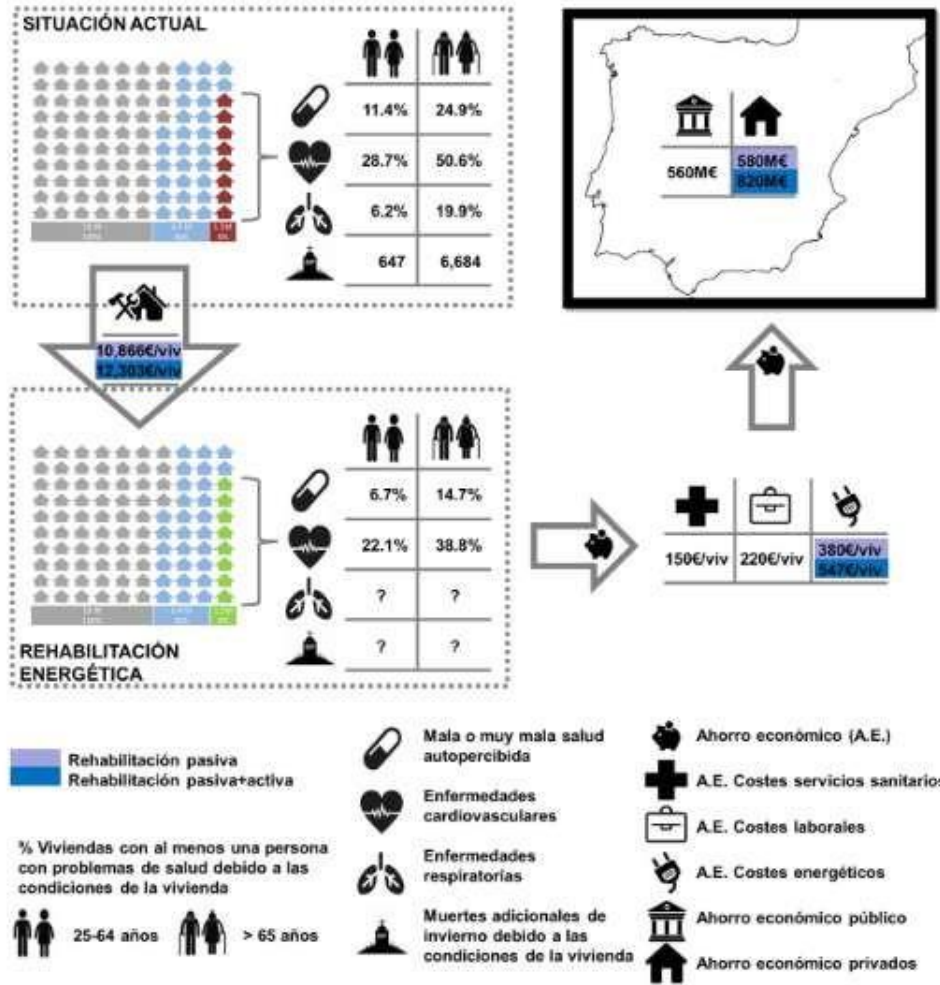 SITUACIÓN ACTUAL
11.4% 24.9%
28.7% 50.6%
6.2% 19.9%
647 6,684
560M€
580M€
820M€
10,866€/viv
12,303€/viv
6.7% 14.7%
22.1% 38.8%
? ?
? ?
REHABILITACIÓN
ENERGÉTICA
150€/viv 220€/viv
380€/viv
547€/viv
Rehabilitación pasiva
Rehabilitación pasiva+activa
% Viviendas con al menos una persona
con problemas de salud debido a las
condiciones de la vivienda
25-64 años > 65 años
Mala o muy mala salud
autopercibida
Enfermedades
cardiovasculares
Enfermedades
respiratorías
Muertes adicionales de
invierno debido a las
condiciones de la vivienda
Ahorro económico (A.E.)
A.E. Costes servicios sanitarios
A.E. Costes laborales
A.E. Costes energéticos
Ahorro económico público
Ahorro económico privados